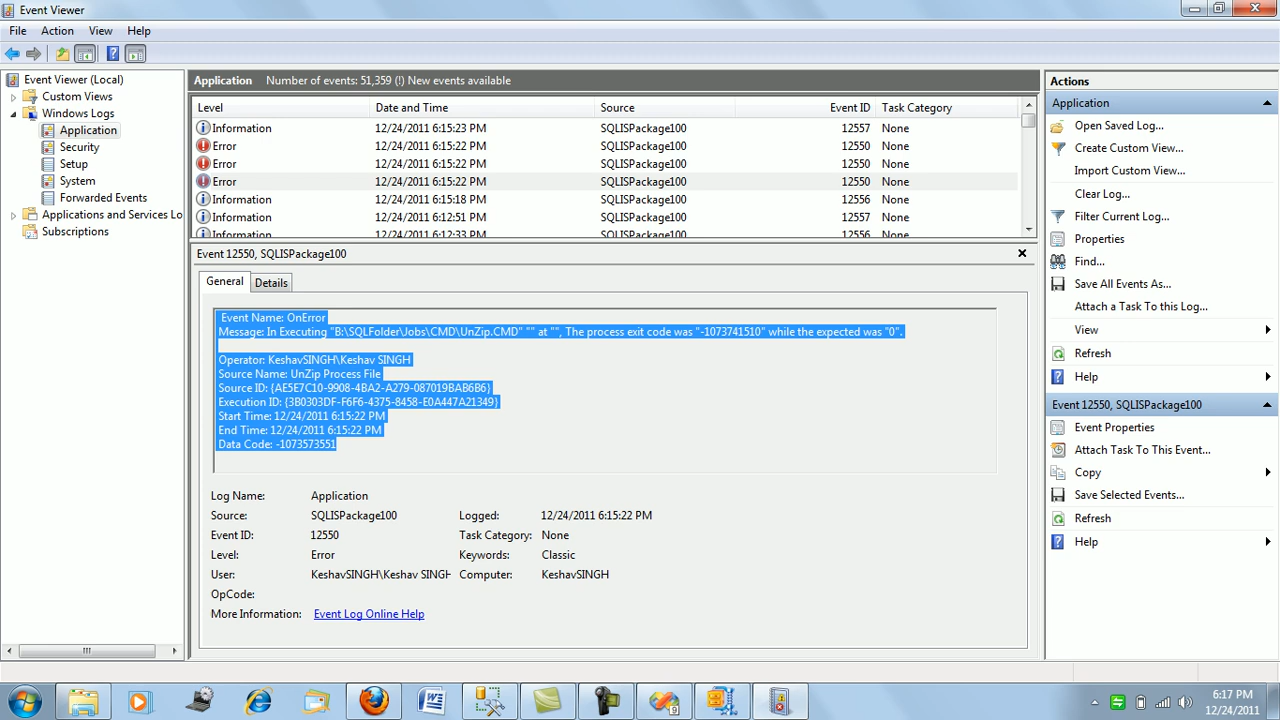 Event Viewer
File Action View Help
Event Viewer (Local)
Custom Views
Windows Logs
Application
Security
Setup
System
Forwarded Events
Applications and Services Lo
Subscriptions
Application Number of events: 51,359 (!) New events available
Level Date and Time Source Event ID Task Category
Information 12/24/2011 6:15:23 PM SQLISPackage100 12557 None
Error 12/24/2011 6:15:22 PM SQLISPackage100 12550 None
Error 12/24/2011 6:15:22 PM SQLISPackage100 12550 None
Error 12/24/2011 6:15:22 PM SQLISPackage100 12550 None
Information 12/24/2011 6:15:18 PM SQLISPackage100 12556 None
Information 12/24/2011 6:12:51 PM SQLISPackage100 12557 None
Information 12/24/2011 6:12:33 PM SQLISPackage100 12556 None
Event 12550, SQLISPackage100
General Details
Event Name: OnError
Message: In Executing "B:\SQLFolder\Jobs\CMD\UnZip.CMD" "" at "", The process exit code was "-1073741510" while the expected was "0".
Operator: KeshavSINGH\Keshav SINGH
Source Name: UnZip Process File
Source ID: {AE5E7C10-9908-4BA2-A279-087019BAB6B6}
Execution ID: {3B0303DF-F6F6-4375-8458-E0A447A21349}
Start Time: 12/24/2011 6:15:22 PM
End Time: 12/24/2011 6:15:22 PM
Data Code: -1073573551
Log Name: Application
Source: SQLISPackage100 Logged: 12/24/2011 6:15:22 PM
Event ID: 12550 Task Category: None
Level: Error Keywords: Classic
User: KeshavSINGH\Keshav SINGH Computer: KeshavSINGH
OpCode:
More Information: Event Log Online Help
Actions
Application
Open Saved Log...
Create Custom View...
Import Custom View...
Clear Log...
Filter Current Log...
Properties
Find...
Save All Events As...
Attach a Task To this Log...
View
Refresh
Help
Event 12550, SQLISPackage100
Event Properties
Attach Task To This Event...
Copy
Save Selected Events...
Refresh
Help
6:17 PM
12/24/2011